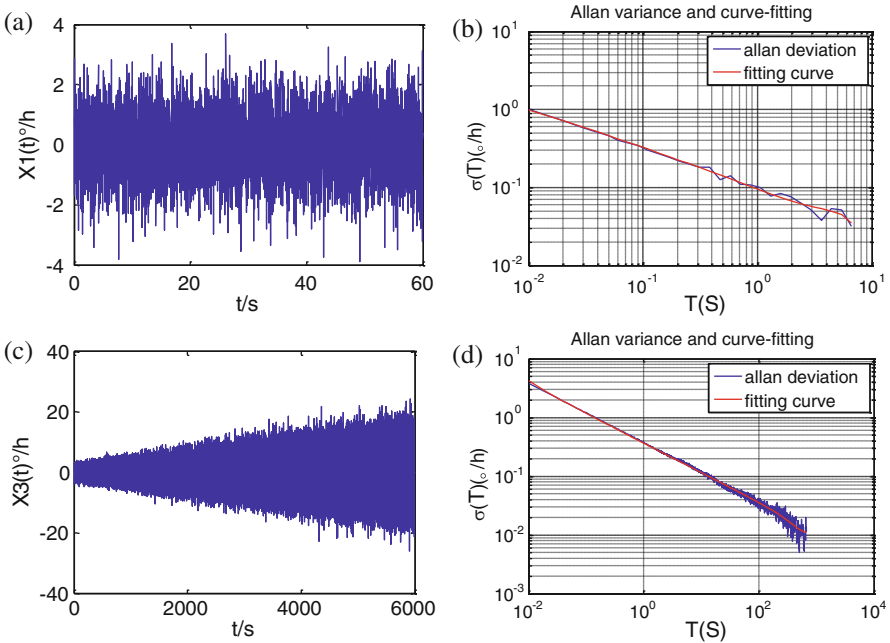 (a)
4
2
0
-2
-4
X1(t)°/h
0 20 40 60
t/s
(b)
Allan variance and curve-fitting
allan deviation
fitting curve
10^1
10^0
10^-1
10^-2
σ(T)(◦/h)
10^-2 10^-1 10^0 10^1
T(S)
(c)
40
20
0
-20
-40
X3(t)°/h
0 2000 4000 6000
t/s
(d)
Allan variance and curve-fitting
allan deviation
fitting curve
10^1
10^0
10^-1
10^-2
10^-3
σ(T)(◦/h)
10^-2 10^0 10^2 10^4
T(S)